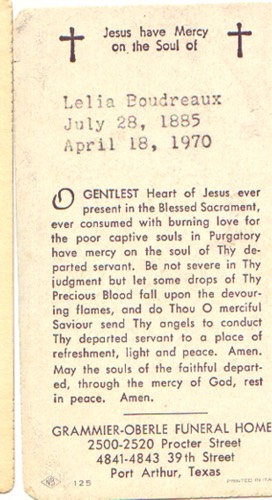 Jesus have Mercy
on the Soul of
Lelia Boudreaux
July 28, 1885
April 18, 1970
O GENTLEST Heart of Jesus ever
present in the Blessed Sacrament,
ever consumed with burning love for
the poor captive souls in Purgatory
have mercy on the soul of Thy de-
parted servant. Be not severe in Thy
judgment but let some drops of Thy
Precious Blood fall upon the devour-
ing flames, and do Thou O merciful
Saviour send Thy angels to conduct
Thy departed servant to a place of
refreshment, light and peace. Amen.
May the souls of the faithful depart-
ed, through the mercy of God, rest
in peace. Amen.
GRAMMIER-OBERLE FUNERAL HOME
2500-2520 Procter Street
4841-4843 39th Street
Port Arthur, Texas
NB 125